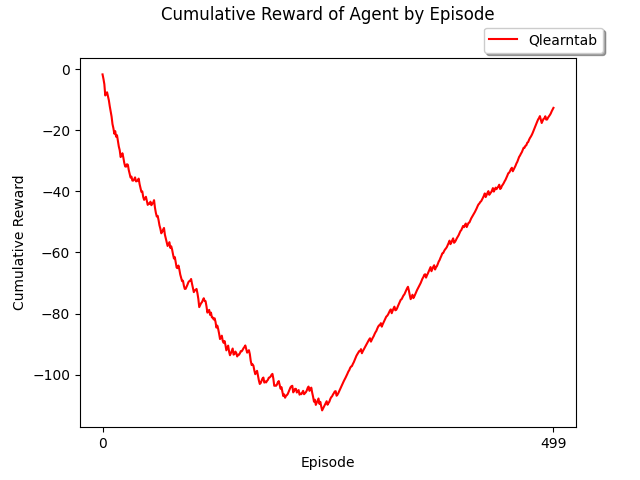 Cumulative Reward of Agent by Episode
Qlearntab
0
−20
−40
−60
−80
−100
Cumulative Reward
0 499
Episode